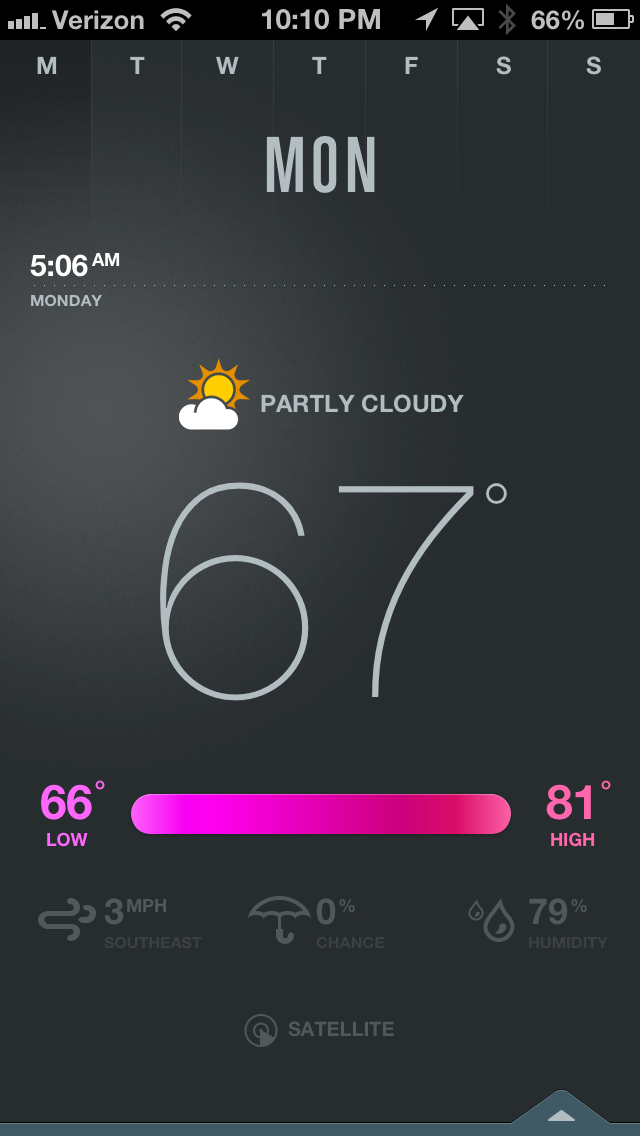 Verizon 10:10 PM 66%
M T W T F S S
MON
5:06 AM
MONDAY
PARTLY CLOUDY
67°
66° 81°
LOW HIGH
3 MPH 0% 79%
SOUTHEAST CHANCE HUMIDITY
SATELLITE